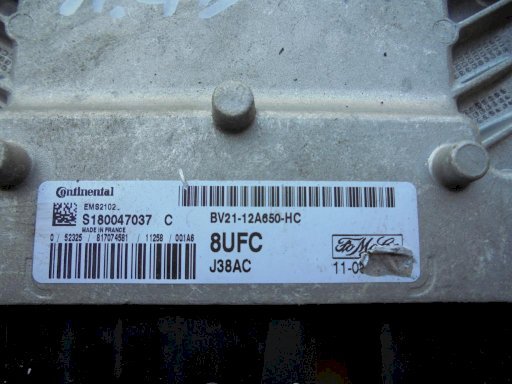 Continental
EMS2102
S180047037 C
MADE IN FRANCE
0 / 52325 / 817074581 / 11258 / 001A6
BV21-12A650-HC
8UFC
J38AC
FoMoCo
11-0